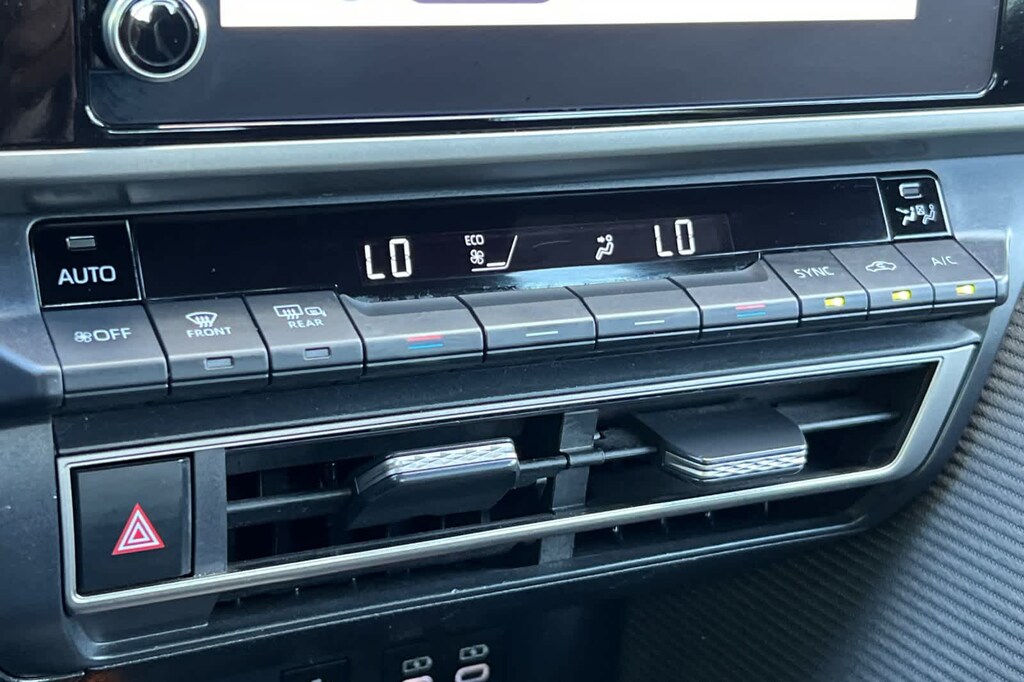 AUTO
LO
ECO
LO
OFF
FRONT
REAR
SYNC
A/C